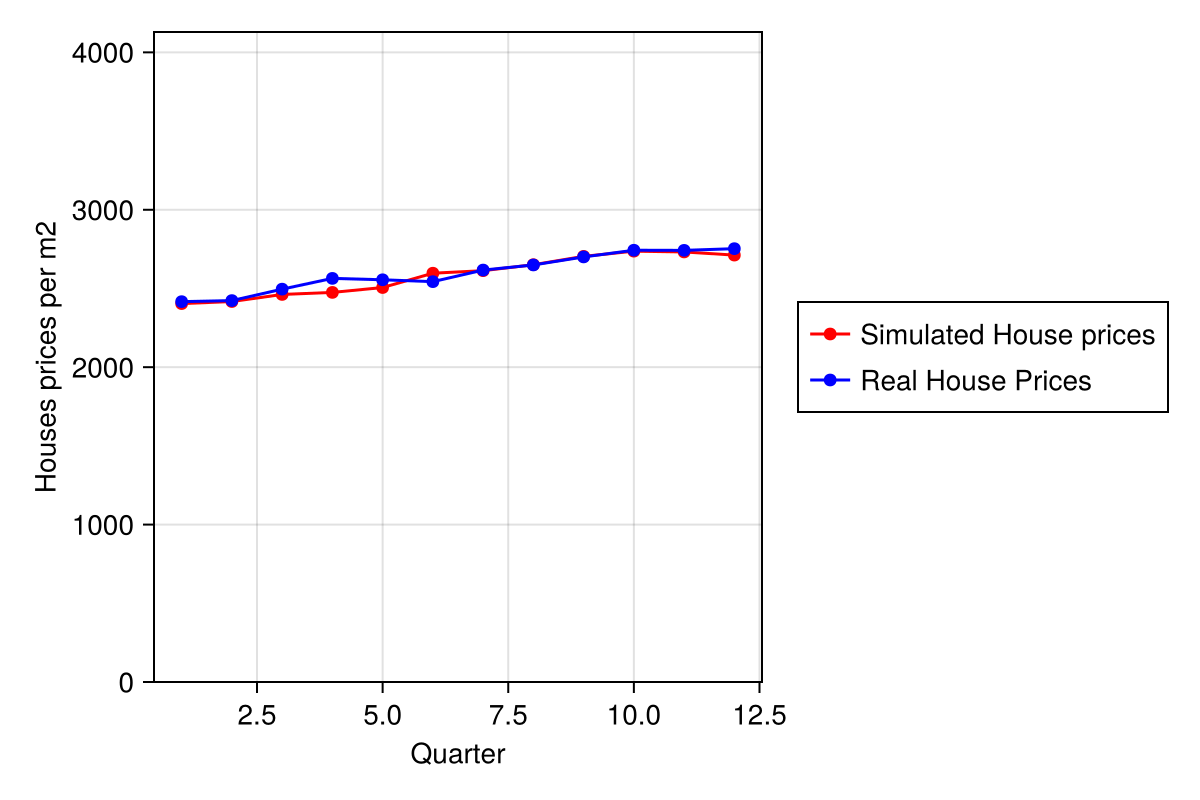 4000
3000
2000
1000
0
Houses prices per m2
2.5 5.0 7.5 10.0 12.5
Quarter
Simulated House prices
Real House Prices